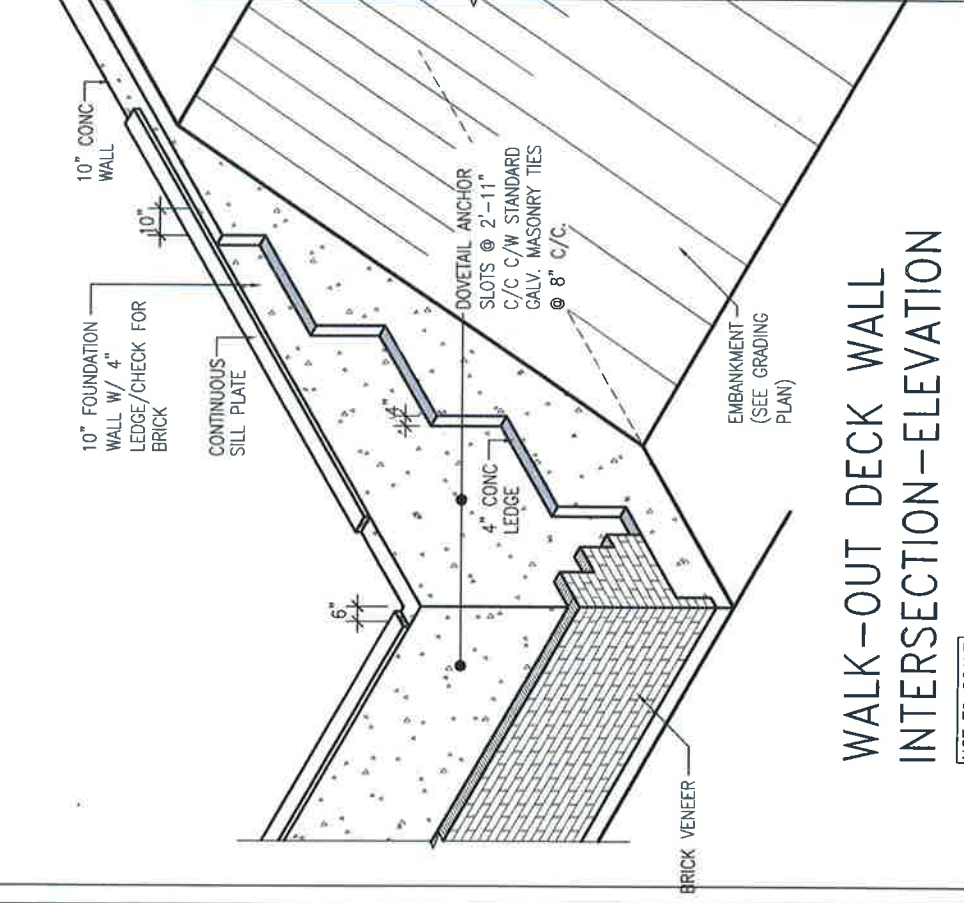 10" CONC
WALL
10"
10" FOUNDATION
WALL W/ 4"
LEDGE/CHECK FOR
BRICK
CONTINUOUS
SILL PLATE
DOVETAIL ANCHOR
SLOTS @ 2'-11"
C/C C/W STANDARD
GALV. MASONRY TIES
@ 8" C/C.
4"
4" CONC
LEDGE
6"
EMBANKMENT
(SEE GRADING
PLAN)
BRICK VENEER
WALK-OUT DECK WALL
INTERSECTION-ELEVATION